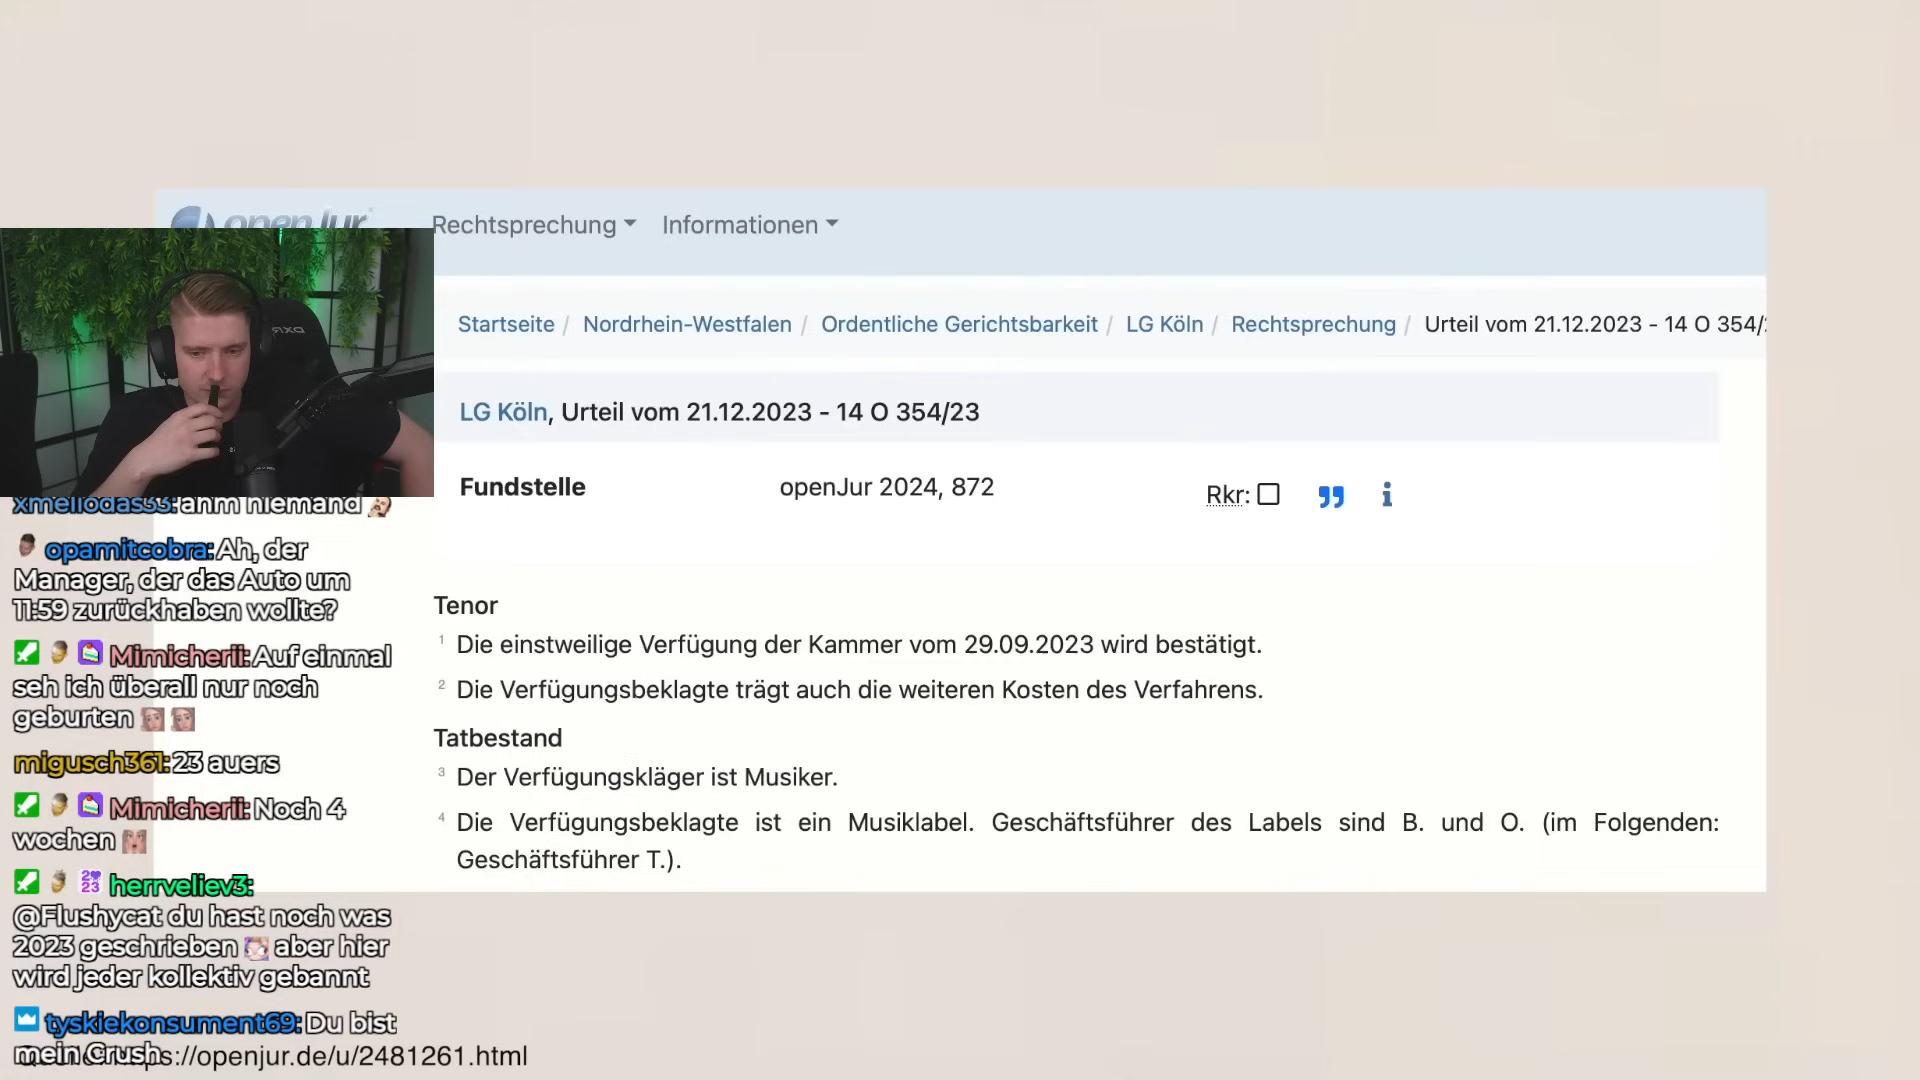 openJur
Rechtsprechung
Informationen
Startseite / Nordrhein-Westfalen / Ordentliche Gerichtsbarkeit / LG Köln / Rechtsprechung / Urteil vom 21.12.2023 - 14 O 354/
LG Köln, Urteil vom 21.12.2023 - 14 O 354/23
Fundstelle
openJur 2024, 872
Rkr:
Tenor
1 Die einstweilige Verfügung der Kammer vom 29.09.2023 wird bestätigt.
2 Die Verfügungsbeklagte trägt auch die weiteren Kosten des Verfahrens.
Tatbestand
3 Der Verfügungskläger ist Musiker.
4 Die Verfügungsbeklagte ist ein Musiklabel. Geschäftsführer des Labels sind B. und O. (im Folgenden:
Geschäftsführer T.).
xmeliodas33: ähm niemand
opamitcobra: Ah, der
Manager, der das Auto um
11:59 zurückhaben wollte?
Mimicherii: Auf einmal
seh ich überall nur noch
geburten
migusch361: 23 auers
Mimicherii: Noch 4
wochen
herrveliev3:
@Flushycat du hast noch was
2023 geschrieben aber hier
wird jeder kollektiv gebannt
tyskiekonsument69: Du bist
mein Crush
s://openjur.de/u/2481261.html